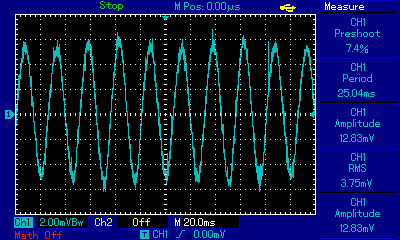 Stop M Pos: 0.00µs Measure
CH1
Preshoot
7.4%
CH1
Period
25.04ms
1
CH1
Amplitude
12.83mV
CH1
RMS
3.75mV
CH1
Amplitude
12.83mV
Ch1 2.00mVBw Ch2 Off M 20.0ms
Math Off T CH1 0.00mV